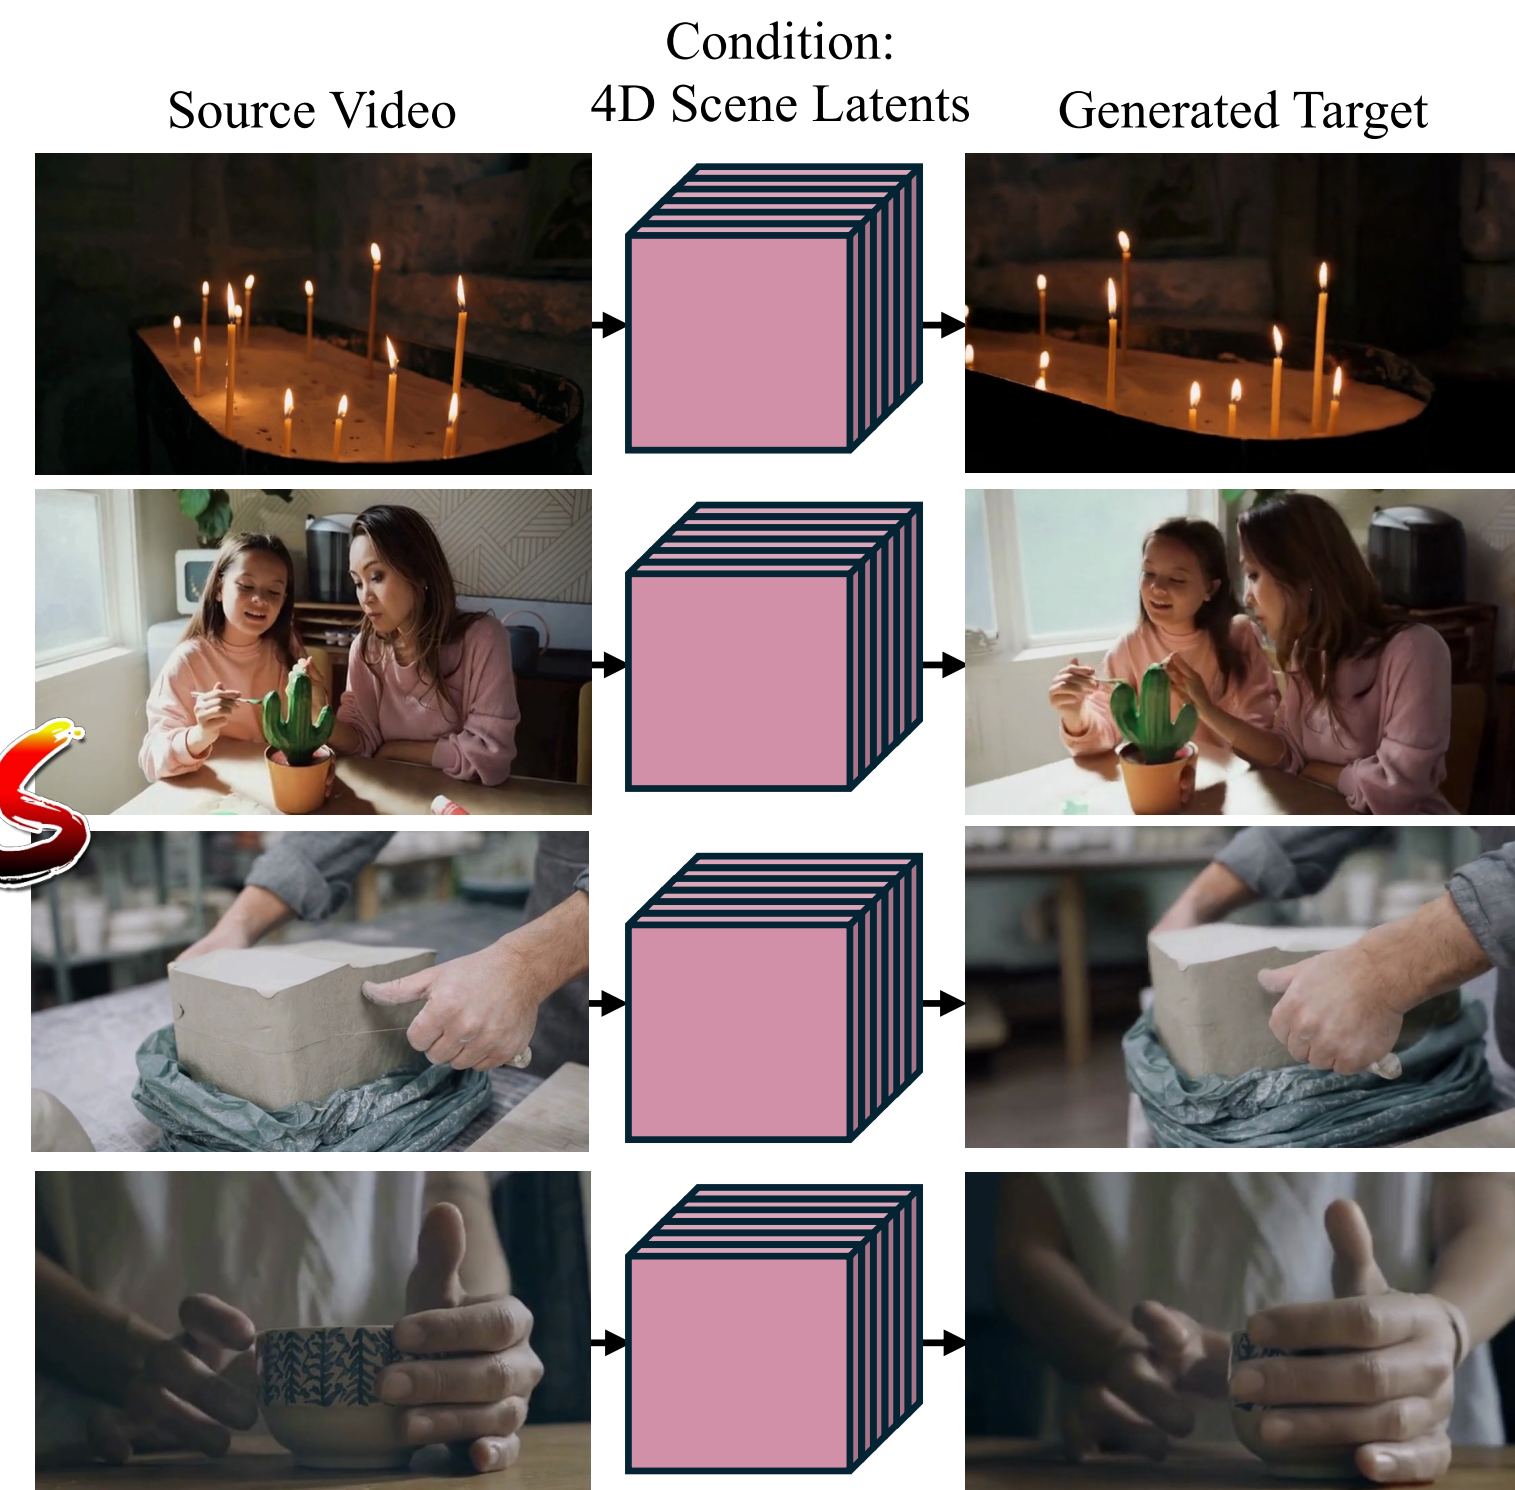 Condition:
Source Video
4D Scene Latents
Generated Target
S